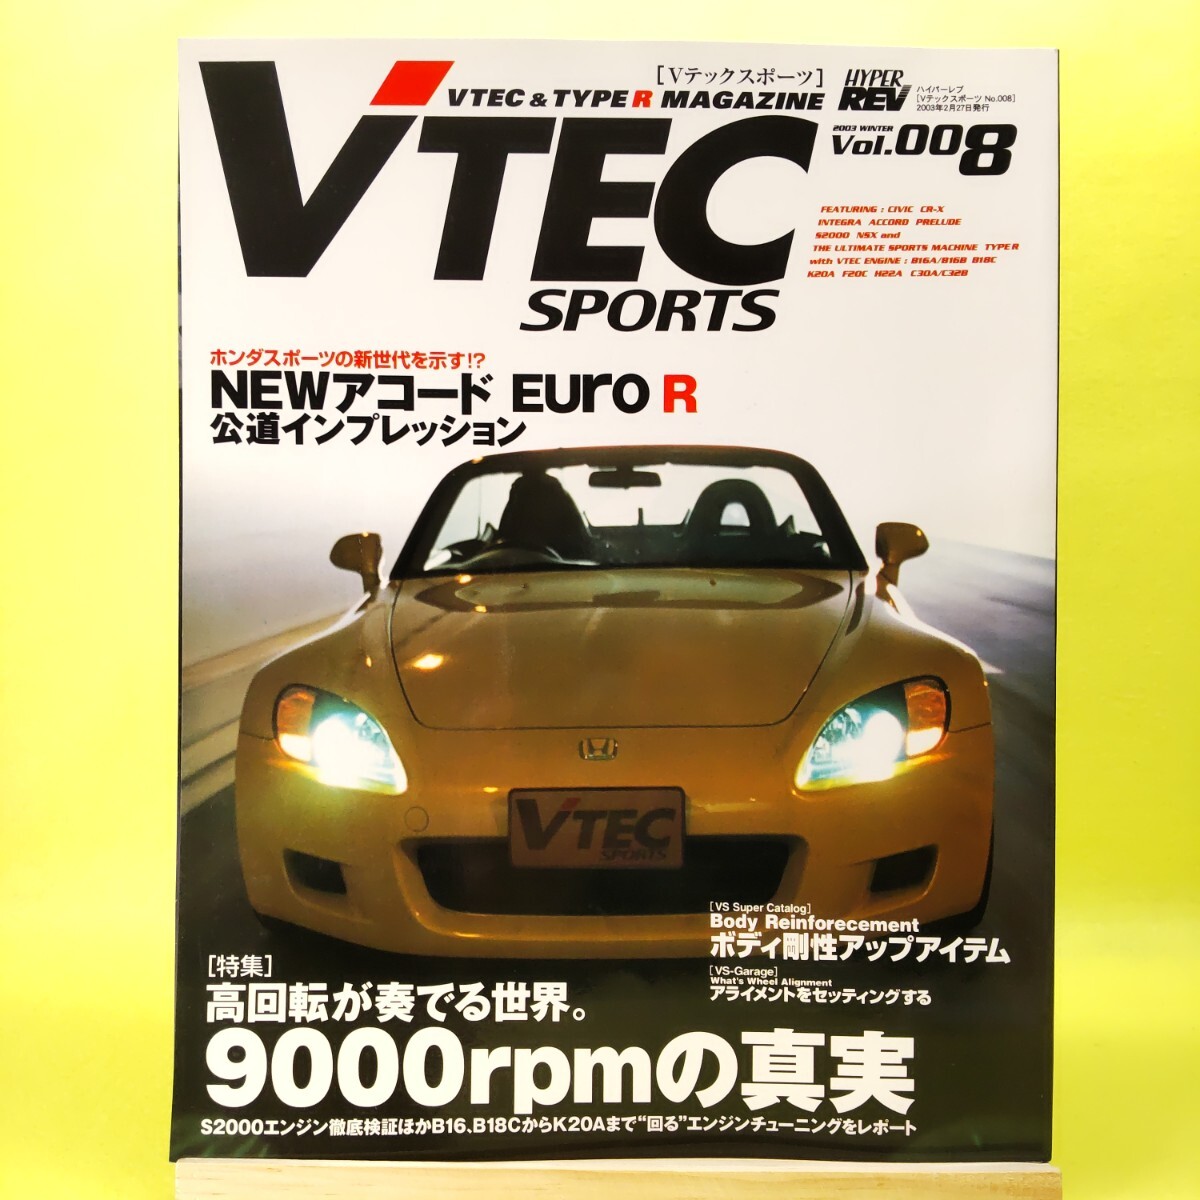 [Vテックスポーツ]
VTEC & TYPE R MAGAZINE
HYPER
REV
ハイパーレブ
[Vテックスポーツ No.008]
2003年2月27日発行
2003 WINTER
Vol.008
VTEC
SPORTS
FEATURING : CIVIC CR-X
INTEGRA ACCORD PRELUDE
S2000 NSX and
THE ULTIMATE SPORTS MACHINE TYPE R
with VTEC ENGINE : B16A/B16B B18C
K20A F20C H22A C30A/C32B
ホンダスポーツの新世代を示す!?
NEWアコード EURO R
公道インプレッション
VTEC
SPORTS
[VS Super Catalog]
Body Reinforecement
ボディ剛性アップアイテム
[VS-Garage]
What's Wheel Alignment
アライメントをセッティングする
[特集]
高回転が奏でる世界。
9000rpmの真実
S2000エンジン徹底検証ほかB16、B18CからK20Aまで“回る”エンジンチューニングをレポート